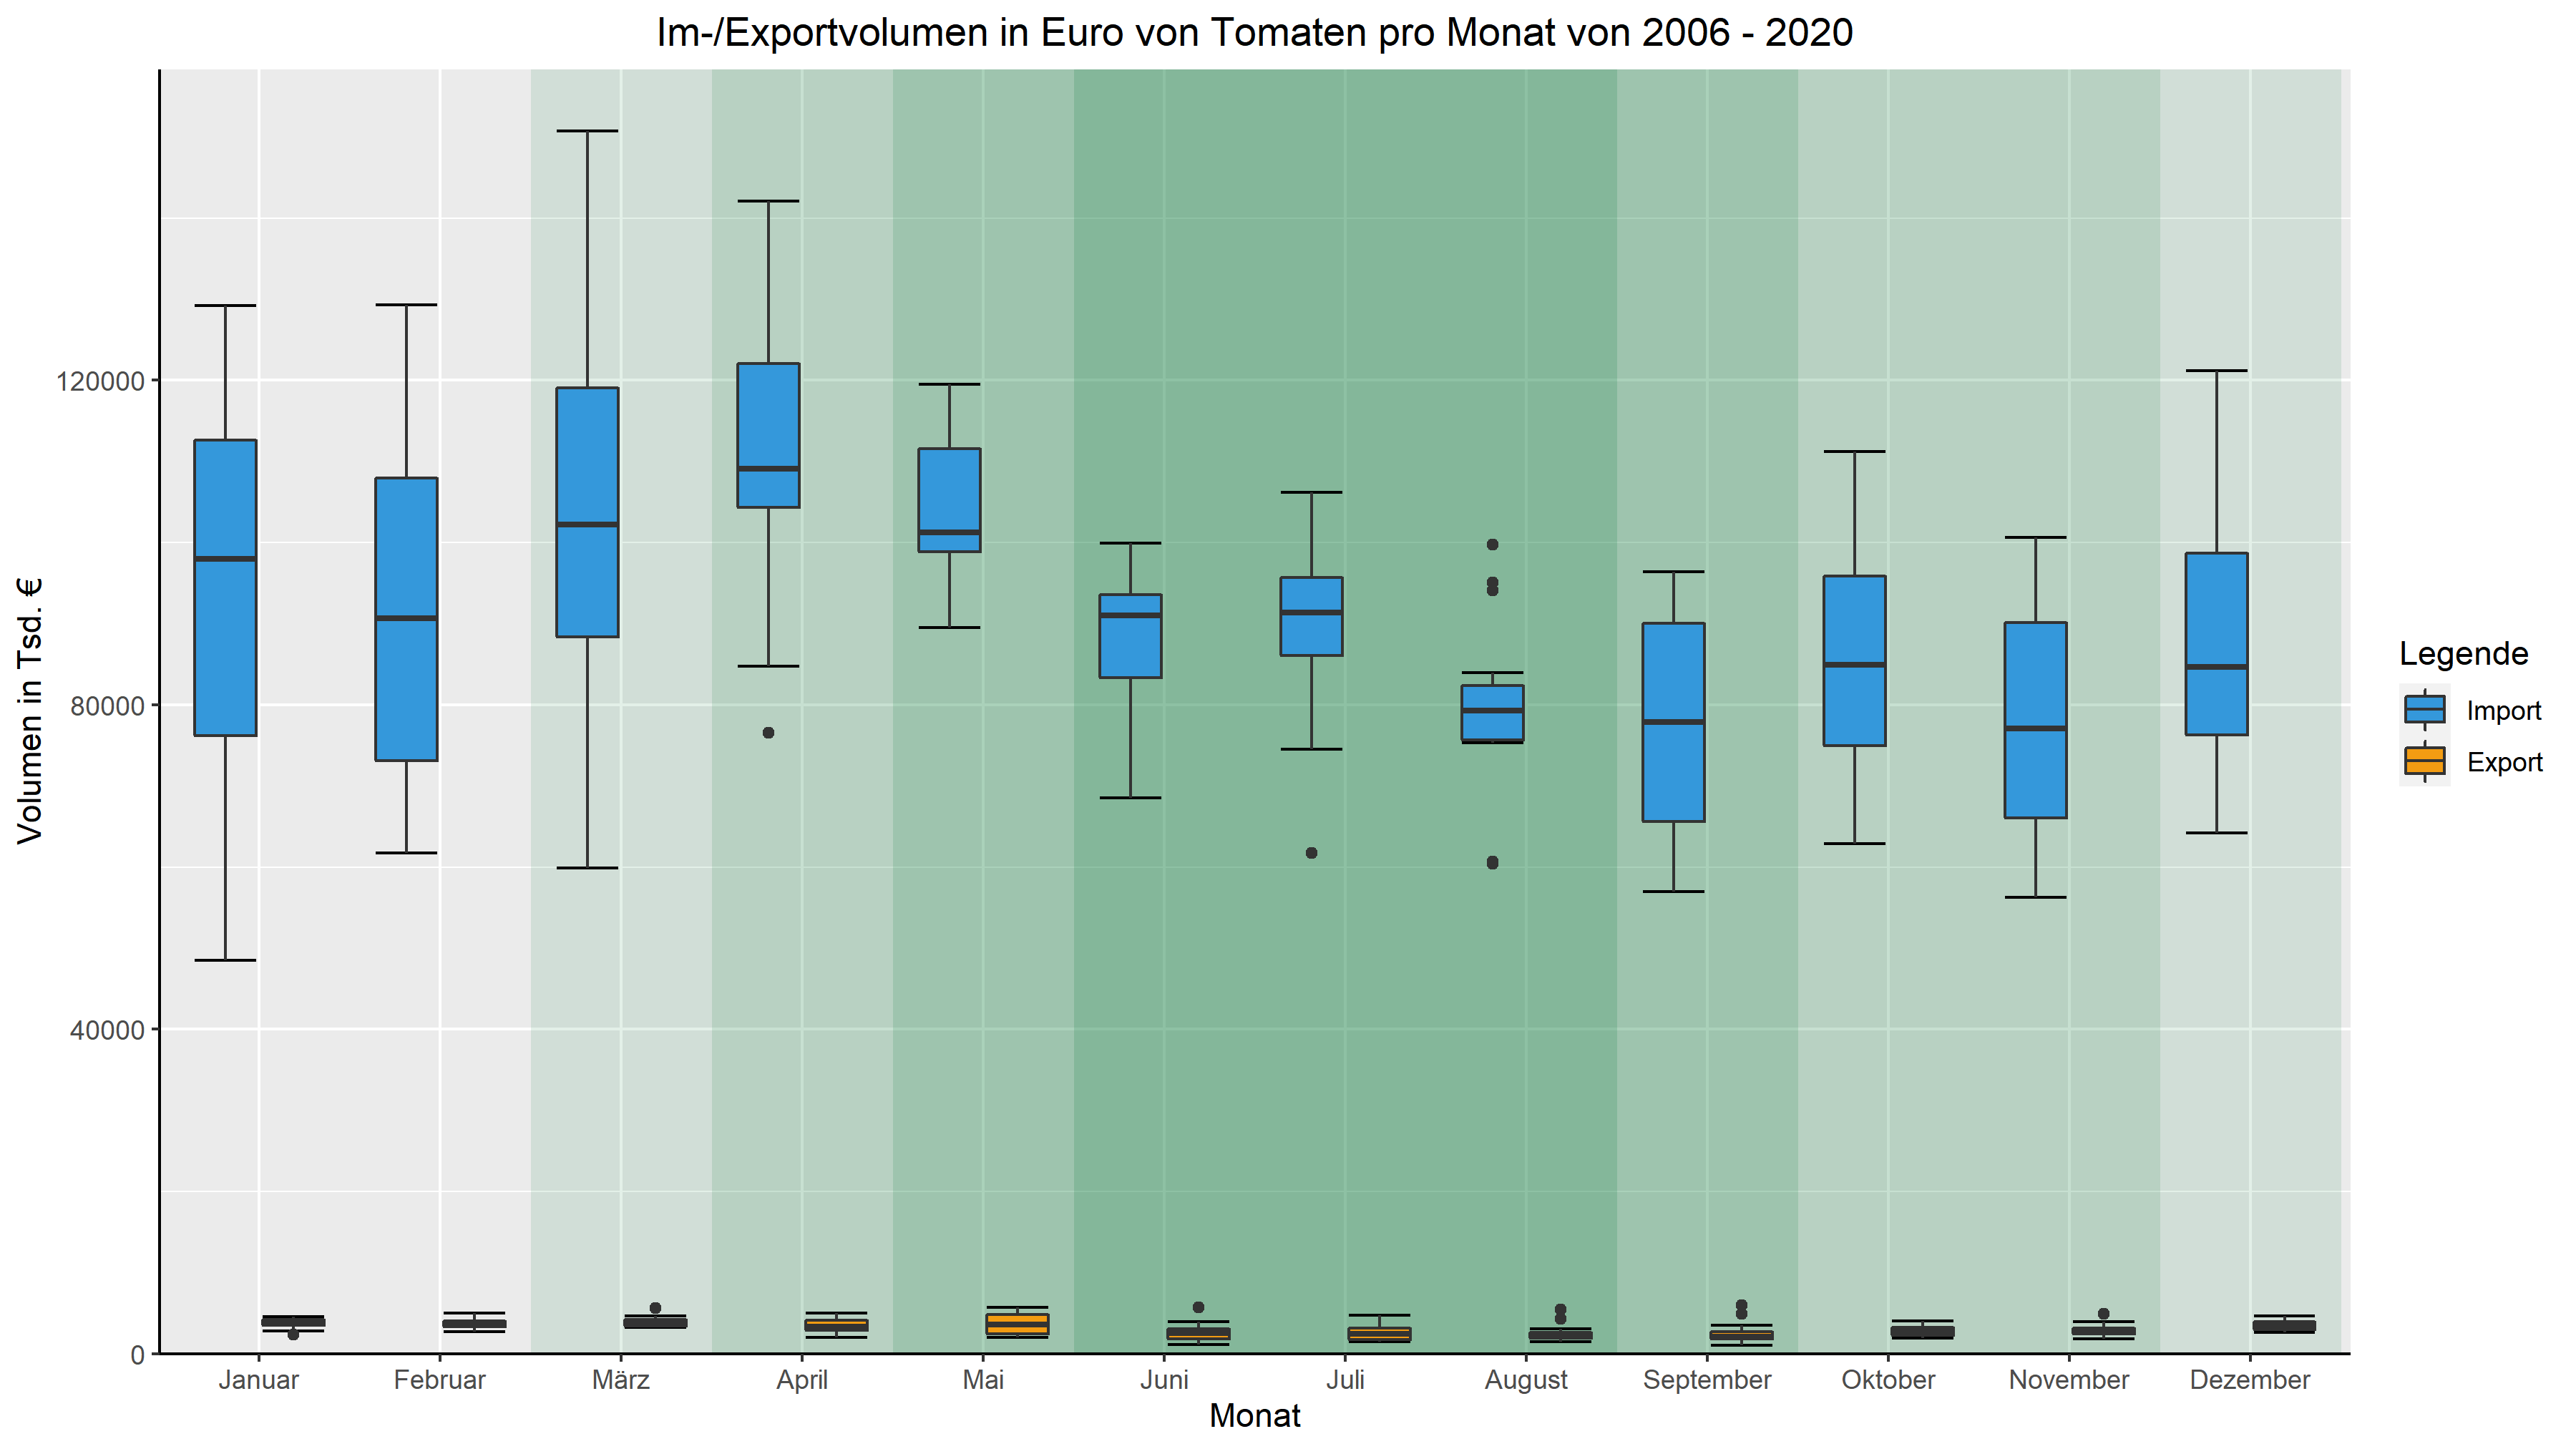 Im-/Exportvolumen in Euro von Tomaten pro Monat von 2006 - 2020
Volumen in Tsd. €
120000
80000
40000
0
Januar Februar März April Mai Juni Juli August September Oktober November Dezember
Monat
Legende
Import
Export